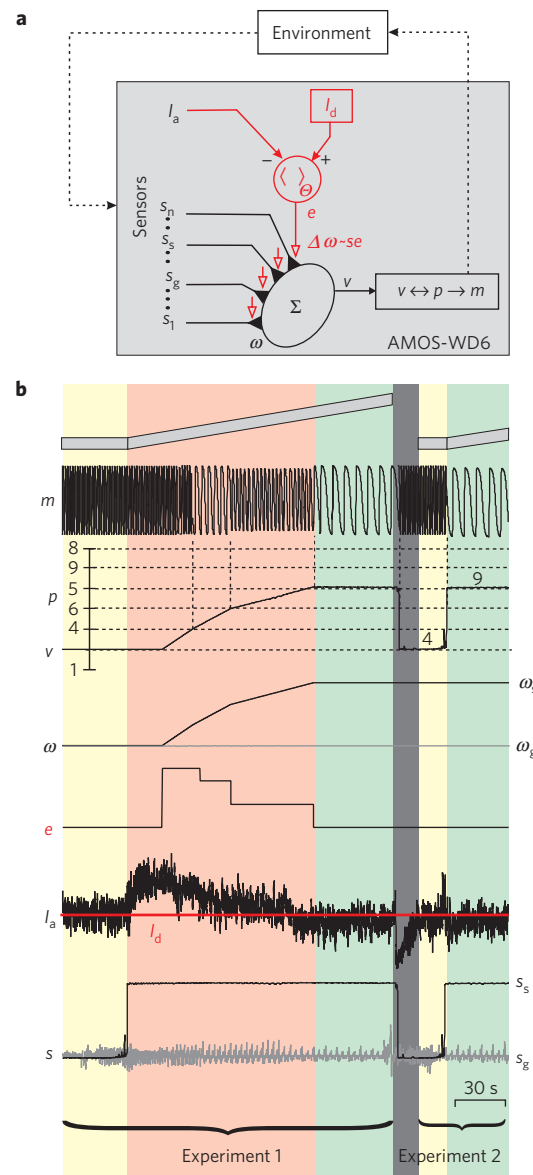 a
Environment
Sensors
I_a
I_d
− +
⟨ ⟩_Θ
e
Δω~se
s_n
s_s
s_g
s_1
ω
Σ
v
v ↔ p → m
AMOS-WD6
b
m
8
9
5
p
6
4
v
1
9
4
ω
ω_g
e
I_a
I_d
s_s
s
s_g
30 s
Experiment 1
Experiment 2